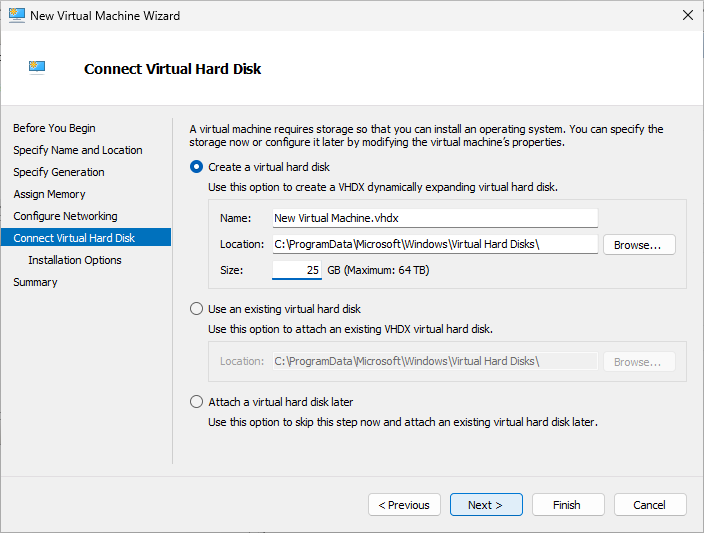 New Virtual Machine Wizard
Connect Virtual Hard Disk
Before You Begin
Specify Name and Location
Specify Generation
Assign Memory
Configure Networking
Connect Virtual Hard Disk
Installation Options
Summary
A virtual machine requires storage so that you can install an operating system. You can specify the
storage now or configure it later by modifying the virtual machine's properties.
Create a virtual hard disk
Use this option to create a VHDX dynamically expanding virtual hard disk.
Name: New Virtual Machine.vhdx
Location: C:\ProgramData\Microsoft\Windows\Virtual Hard Disks\ Browse...
Size: 25 GB (Maximum: 64 TB)
Use an existing virtual hard disk
Use this option to attach an existing VHDX virtual hard disk.
Location: C:\ProgramData\Microsoft\Windows\Virtual Hard Disks\ Browse...
Attach a virtual hard disk later
Use this option to skip this step now and attach an existing virtual hard disk later.
< Previous Next > Finish Cancel